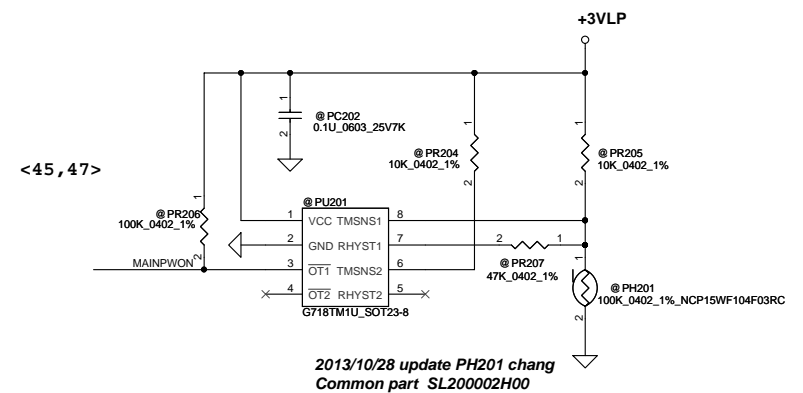 +3VLP
1
@ PC202
0.1U_0603_25V7K
2
1
@ PR204
10K_0402_1%
2
1
@ PR205
10K_0402_1%
2
<45,47>
1
@ PR206
100K_0402_1%
2
MAINPWON
@ PU201
1 VCC TMSNS1 8
2 GND RHYST1 7
3 OT1 TMSNS2 6
4 OT2 RHYST2 5
G718TM1U_SOT23-8
2 1
@ PR207
47K_0402_1%
1
@ PH201
100K_0402_1%_NCP15WF104F03RC
2
2013/10/28 update PH201 chang
Common part SL200002H00